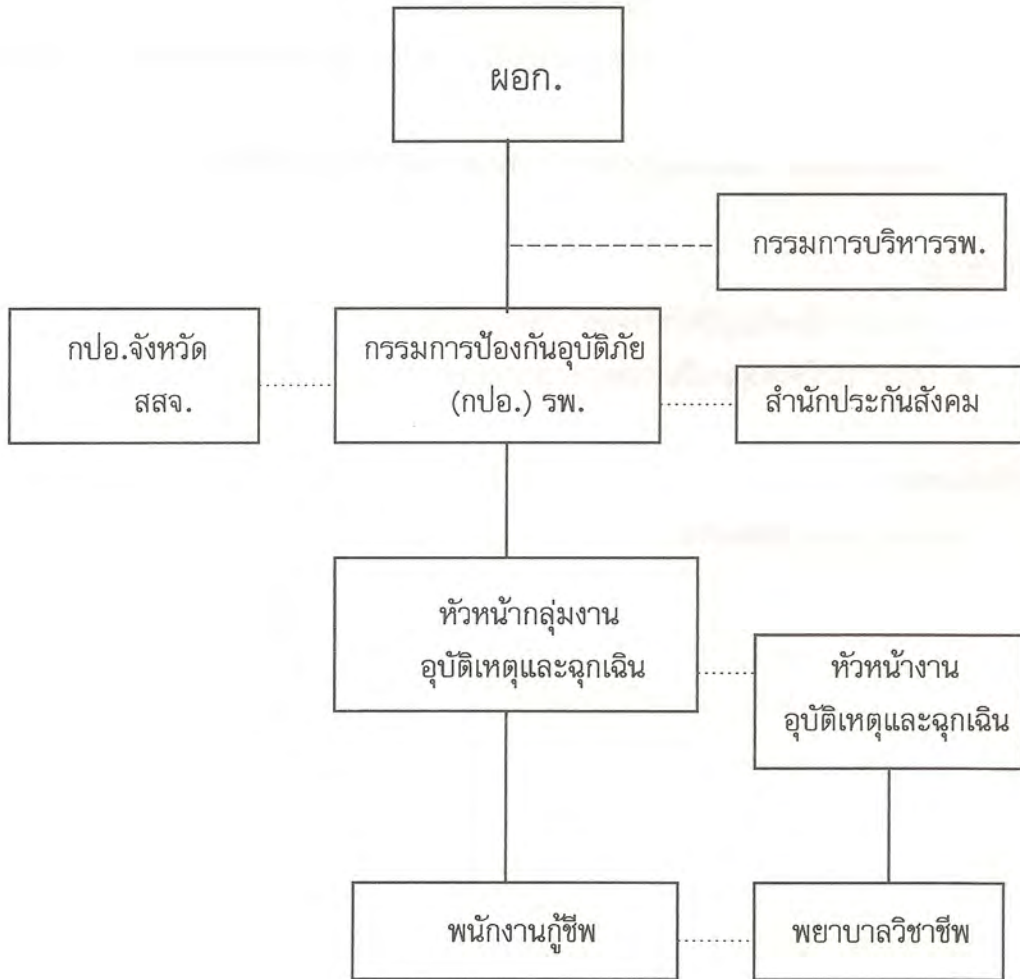 ผอก.
กรรมการบริหารรพ.
กปอ.จังหวัด
สสจ.
กรรมการป้องกันอุบัติภัย
(กปอ.) รพ.
สำนักประกันสังคม
หัวหน้ากลุ่มงาน
อุบัติเหตุและฉุกเฉิน
หัวหน้างาน
อุบัติเหตุและฉุกเฉิน
พนักงานกู้ชีพ
พยาบาลวิชาชีพ